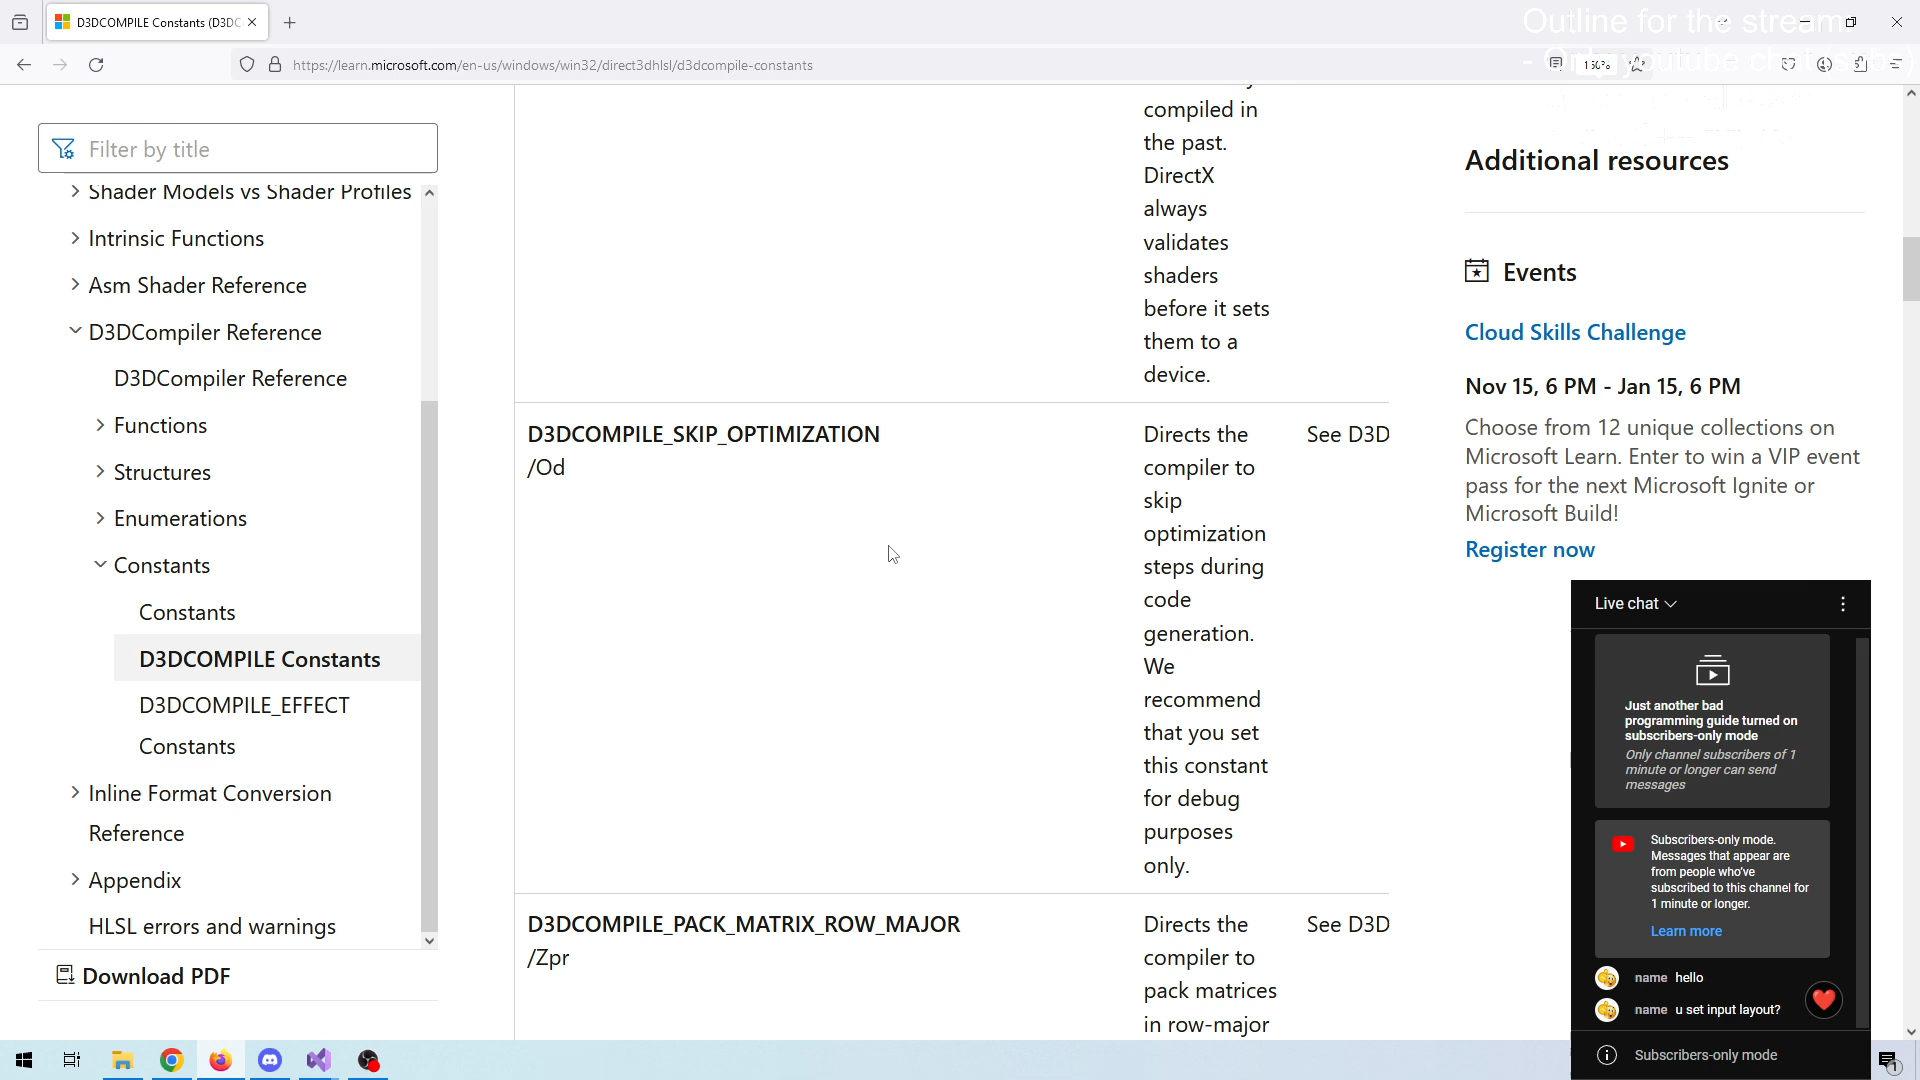 D3DCOMPILE Constants (D3DC
Outline for the stream:
https://learn.microsoft.com/en-us/windows/win32/direct3dhlsl/d3dcompile-constants
150%
Filter by title
Shader Models vs Shader Profiles
Intrinsic Functions
Asm Shader Reference
D3DCompiler Reference
D3DCompiler Reference
Functions
Structures
Enumerations
Constants
Constants
D3DCOMPILE Constants
D3DCOMPILE_EFFECT
Constants
Inline Format Conversion
Reference
Appendix
HLSL errors and warnings
Download PDF
compiled in
the past.
DirectX
always
validates
shaders
before it sets
them to a
device.
D3DCOMPILE_SKIP_OPTIMIZATION
/Od
Directs the
compiler to
skip
optimization
steps during
code
generation.
We
recommend
that you set
this constant
for debug
purposes
only.
See D3D
D3DCOMPILE_PACK_MATRIX_ROW_MAJOR
/Zpr
Directs the
compiler to
pack matrices
in row-major
See D3D
Additional resources
Events
Cloud Skills Challenge
Nov 15, 6 PM - Jan 15, 6 PM
Choose from 12 unique collections on
Microsoft Learn. Enter to win a VIP event
pass for the next Microsoft Ignite or
Microsoft Build!
Register now
Live chat
Just another bad
programming guide turned on
subscribers-only mode
Only channel subscribers of 1
minute or longer can send
messages
Subscribers-only mode.
Messages that appear are
from people who've
subscribed to this channel for
1 minute or longer.
Learn more
name hello
name u set input layout?
Subscribers-only mode
1